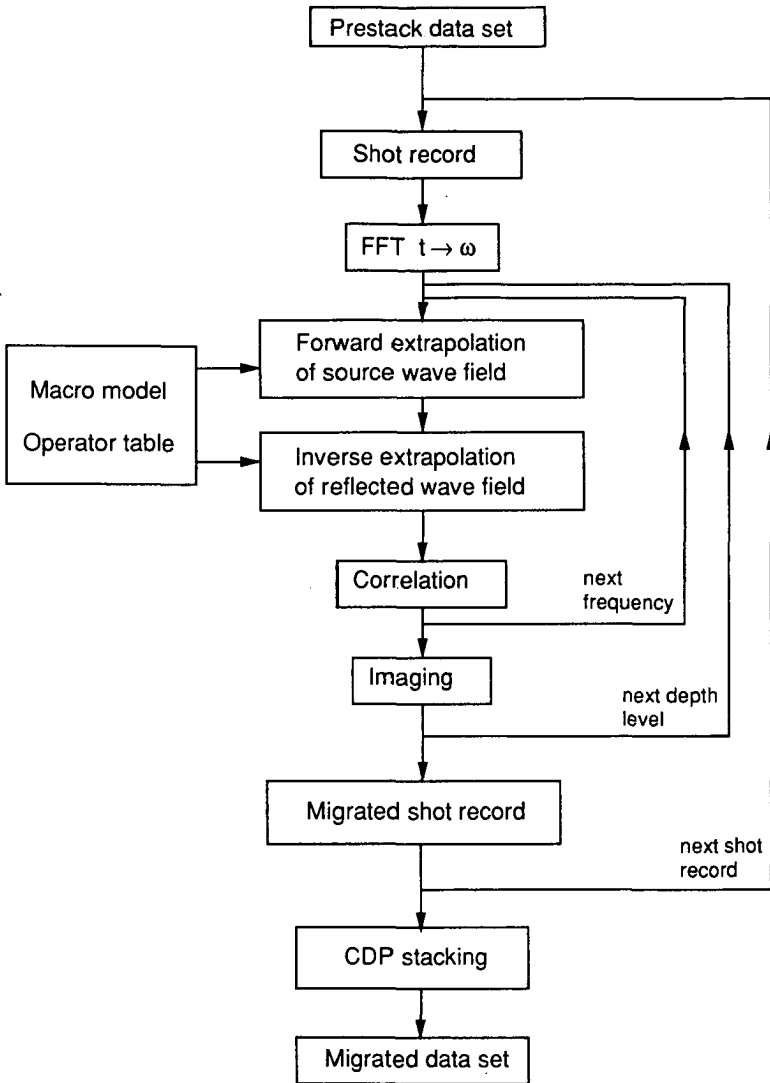 Prestack data set
Shot record
FFT t → ω
Forward extrapolation
of source wave field
Macro model
Operator table
Inverse extrapolation
of reflected wave field
Correlation
next
frequency
Imaging
next depth
level
Migrated shot record
next shot
record
CDP stacking
Migrated data set